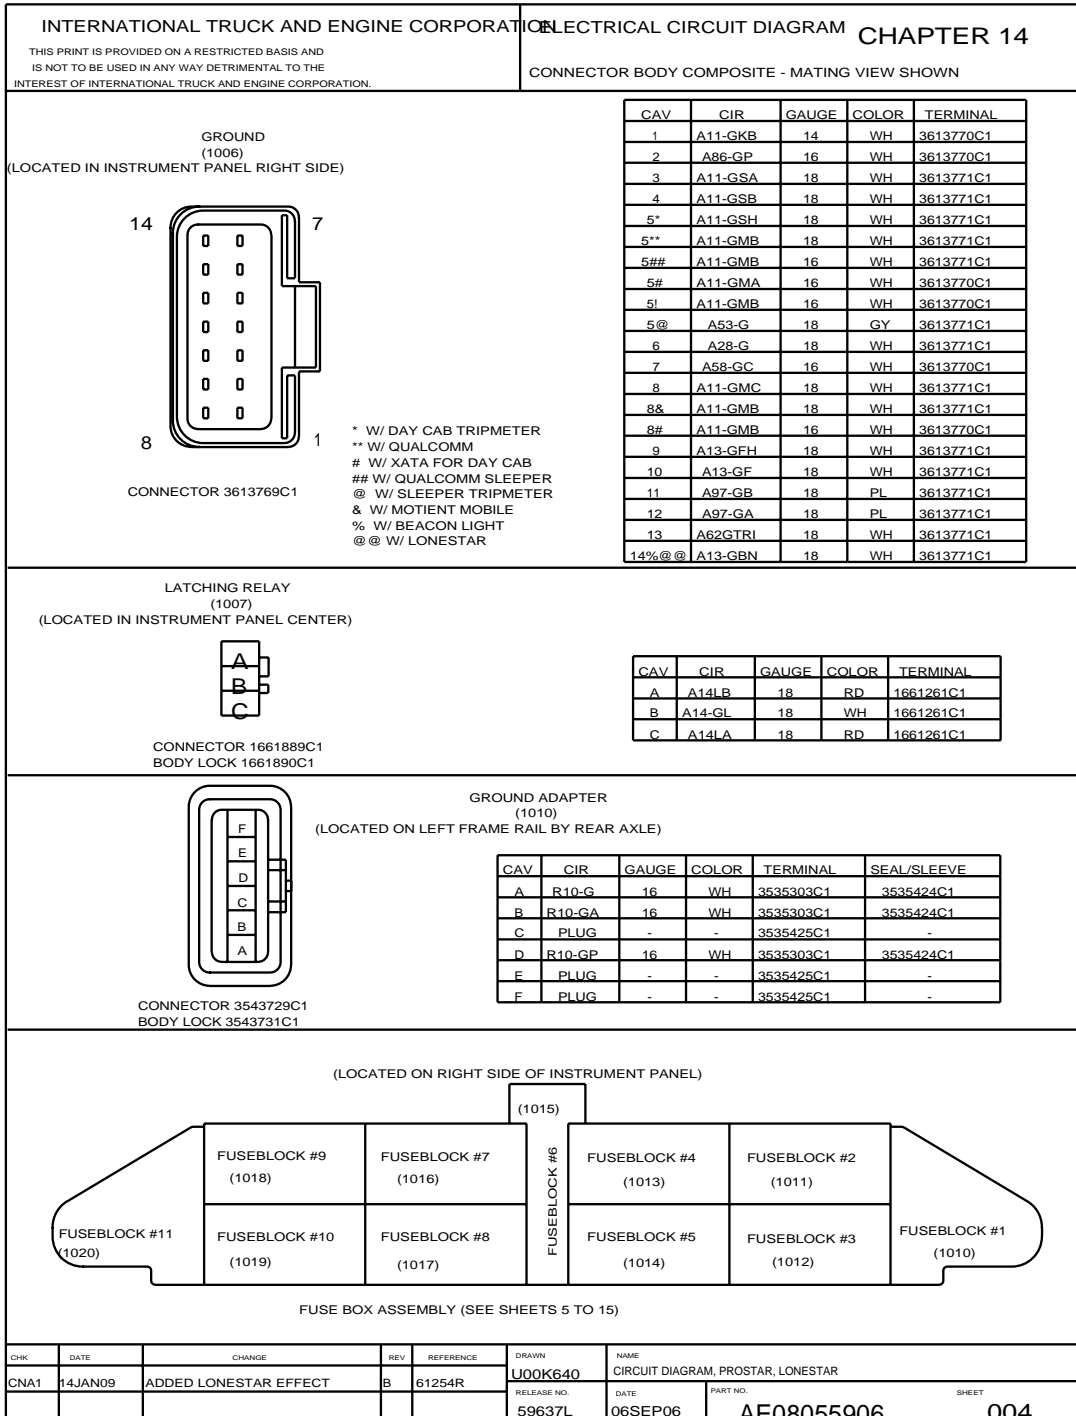 INTERNATIONAL TRUCK AND ENGINE CORPORATION
THIS PRINT IS PROVIDED ON A RESTRICTED BASIS AND
IS NOT TO BE USED IN ANY WAY DETRIMENTAL TO THE
INTEREST OF INTERNATIONAL TRUCK AND ENGINE CORPORATION.
ELECTRICAL CIRCUIT DIAGRAM CHAPTER 14
CONNECTOR BODY COMPOSITE - MATING VIEW SHOWN
GROUND
(1006)
(LOCATED IN INSTRUMENT PANEL RIGHT SIDE)
14 7
8 1
CONNECTOR 3613769C1
* W/ DAY CAB TRIPMETER
** W/ QUALCOMM
# W/ XATA FOR DAY CAB
## W/ QUALCOMM SLEEPER
@ W/ SLEEPER TRIPMETER
& W/ MOTIENT MOBILE
% W/ BEACON LIGHT
@@ W/ LONESTAR
CAV CIR GAUGE COLOR TERMINAL
1 A11-GKB 14 WH 3613770C1
2 A86-GP 16 WH 3613770C1
3 A11-GSA 18 WH 3613771C1
4 A11-GSB 18 WH 3613771C1
5* A11-GSH 18 WH 3613771C1
5** A11-GMB 18 WH 3613771C1
5## A11-GMB 16 WH 3613771C1
5# A11-GMA 16 WH 3613770C1
5! A11-GMB 16 WH 3613770C1
5@ A53-G 18 GY 3613771C1
6 A28-G 18 WH 3613771C1
7 A58-GC 16 WH 3613770C1
8 A11-GMC 18 WH 3613771C1
8& A11-GMB 18 WH 3613771C1
8# A11-GMB 16 WH 3613770C1
9 A13-GFH 18 WH 3613771C1
10 A13-GF 18 WH 3613771C1
11 A97-GB 18 PL 3613771C1
12 A97-GA 18 PL 3613771C1
13 A62GTRI 18 WH 3613771C1
14%@@ A13-GBN 18 WH 3613771C1
LATCHING RELAY
(1007)
(LOCATED IN INSTRUMENT PANEL CENTER)
A
B
C
CONNECTOR 1661889C1
BODY LOCK 1661890C1
CAV CIR GAUGE COLOR TERMINAL
A A14LB 18 RD 1661261C1
B A14-GL 18 WH 1661261C1
C A14LA 18 RD 1661261C1
GROUND ADAPTER
(1010)
(LOCATED ON LEFT FRAME RAIL BY REAR AXLE)
F
E
D
C
B
A
CONNECTOR 3543729C1
BODY LOCK 3543731C1
CAV CIR GAUGE COLOR TERMINAL SEAL/SLEEVE
A R10-G 16 WH 3535303C1 3535424C1
B R10-GA 16 WH 3535303C1 3535424C1
C PLUG - - 3535425C1 -
D R10-GP 16 WH 3535303C1 3535424C1
E PLUG - - 3535425C1 -
F PLUG - - 3535425C1 -
(LOCATED ON RIGHT SIDE OF INSTRUMENT PANEL)
(1015)
FUSEBLOCK #6
FUSEBLOCK #9
(1018)
FUSEBLOCK #7
(1016)
FUSEBLOCK #4
(1013)
FUSEBLOCK #2
(1011)
FUSEBLOCK #11
(1020)
FUSEBLOCK #10
(1019)
FUSEBLOCK #8
(1017)
FUSEBLOCK #5
(1014)
FUSEBLOCK #3
(1012)
FUSEBLOCK #1
(1010)
FUSE BOX ASSEMBLY (SEE SHEETS 5 TO 15)
CHK DATE CHANGE REV REFERENCE
CNA1 14JAN09 ADDED LONESTAR EFFECT B 61254R
DRAWN
U00K640
NAME
CIRCUIT DIAGRAM, PROSTAR, LONESTAR
RELEASE NO.
59637L
DATE
06SEP06
PART NO.
AE08055906
SHEET
004